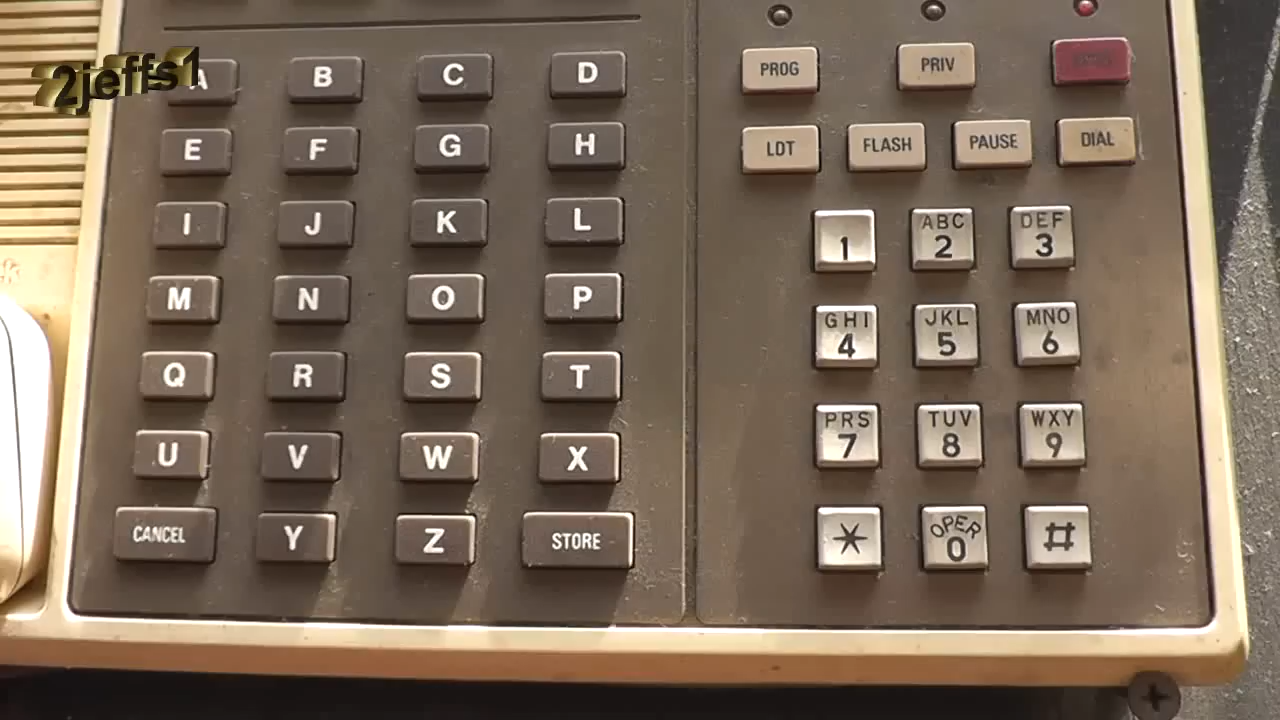 2jeffs1
A B C D
E F G H
I J K L
M N O P
Q R S T
U V W X
CANCEL Y Z STORE
PROG PRIV
LDT FLASH PAUSE DIAL
1 ABC 2 DEF 3
GHI 4 JKL 5 MNO 6
PRS 7 TUV 8 WXY 9
* OPER 0 #